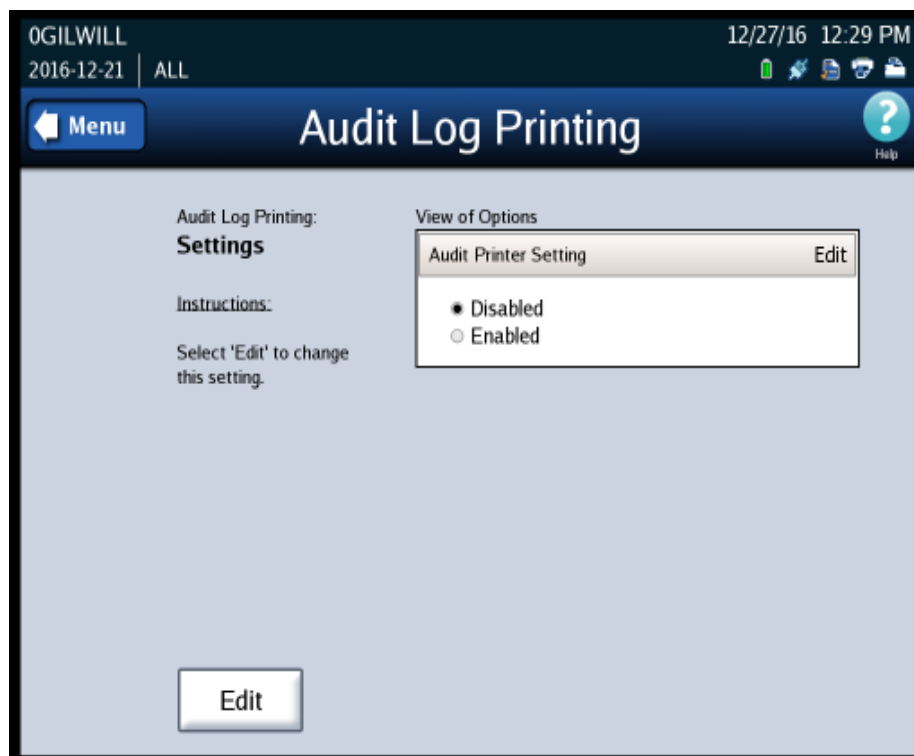 0GILWILL
12/27/16 12:29 PM
2016-12-21 | ALL
Menu
Audit Log Printing
Help
Audit Log Printing:
Settings
Instructions:
Select 'Edit' to change
this setting.
View of Options
Audit Printer Setting Edit
Disabled
Enabled
Edit